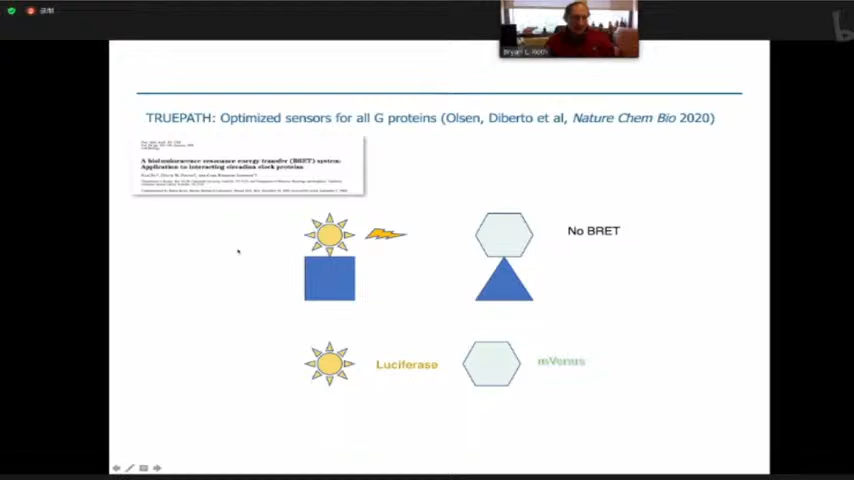 Bryan L. Roth
TRUEPATH: Optimized sensors for all G proteins (Olsen, Diberto et al, Nature Chem Bio 2020)
A bioluminescence resonance energy transfer (BRET) system:
Application to interacting circadian clock proteins
No BRET
Luciferase
mVenus